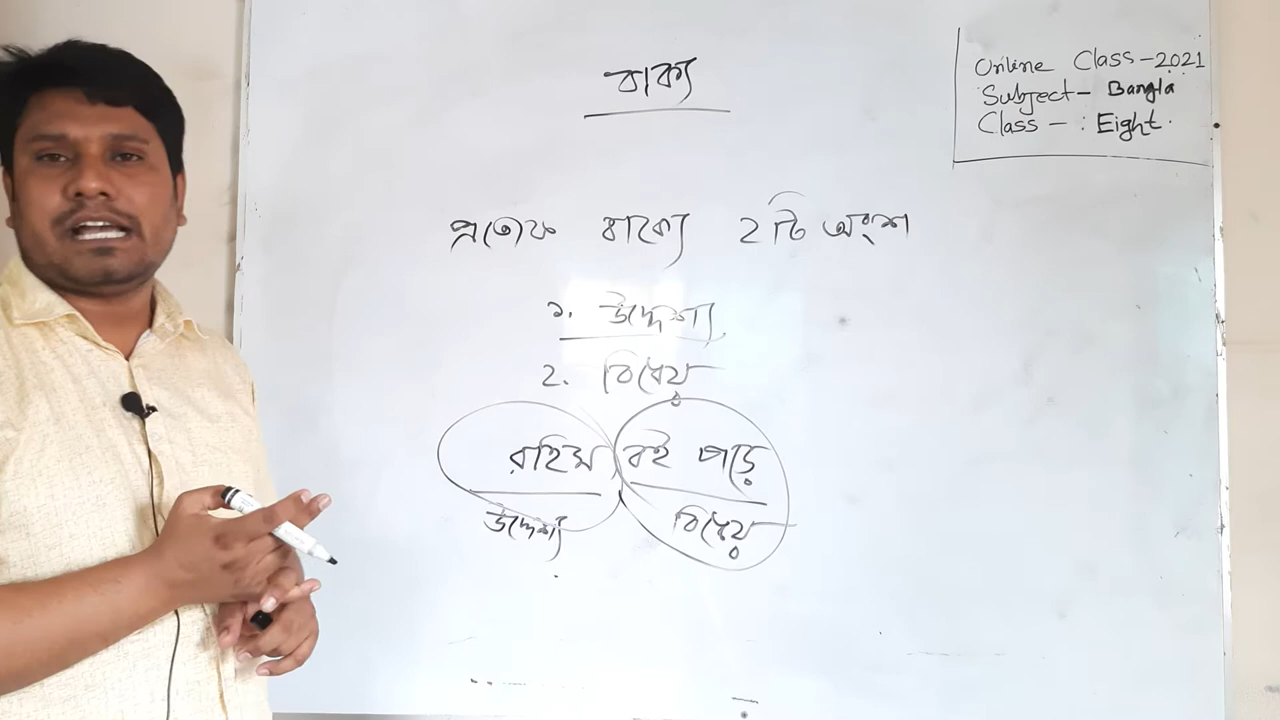 বাক্য
Online Class-2021
Subject- Bangla
Class - : Eight.
প্রত্যেক বাক্যে ২টি অংশ
১. উদ্দেশ্য
২. বিধেয়
রহিম বই পড়ে
উদ্দেশ্য বিধেয়